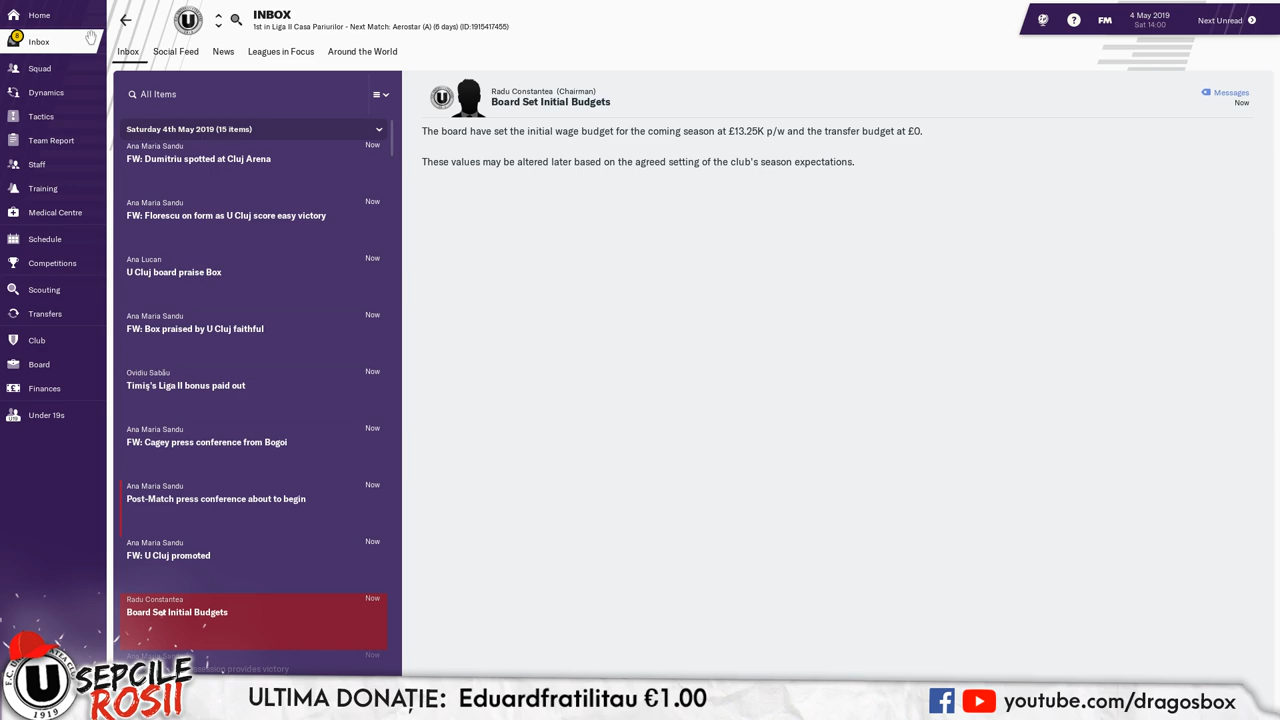 Home
8
Inbox
Squad
Dynamics
Tactics
Team Report
Staff
Training
Medical Centre
Schedule
Competitions
Scouting
Transfers
Club
Board
Finances
Under 19s
INBOX
1st in Liga II Casa Pariurilor - Next Match: Aerostar (A) (6 days) (ID:1915417455)
? FM
4 May 2019
Sat 14:00
Next Unread
Inbox Social Feed News Leagues in Focus Around the World
All Items
Saturday 4th May 2019 (15 items)
Ana Maria Sandu Now
FW: Dumitriu spotted at Cluj Arena
Ana Maria Sandu Now
FW: Florescu on form as U Cluj score easy victory
Ana Lucan Now
U Cluj board praise Box
Ana Maria Sandu Now
FW: Box praised by U Cluj faithful
Ovidiu Sabău Now
Timiș's Liga II bonus paid out
Ana Maria Sandu Now
FW: Cagey press conference from Bogoi
Ana Maria Sandu Now
Post-Match press conference about to begin
Ana Maria Sandu Now
FW: U Cluj promoted
Radu Constantea Now
Board Set Initial Budgets
Ana Maria Sandu Now
possession provides victory
Radu Constantea (Chairman)
Board Set Initial Budgets
Messages
Now
The board have set the initial wage budget for the coming season at £13.25K p/w and the transfer budget at £0.
These values may be altered later based on the agreed setting of the club's season expectations.
U
1919
SEPCILE
ROSII
ULTIMA DONAȚIE: Eduardfratilitau €1.00
youtube.com/dragosbox